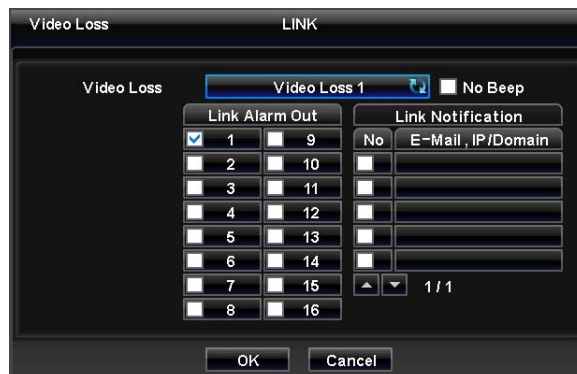 Video Loss LINK
Video Loss Video Loss 1 No Beep
Link Alarm Out Link Notification
1 9 No E-Mail , IP/Domain
2 10
3 11
4 12
5 13
6 14
7 15 1/1
8 16
OK Cancel